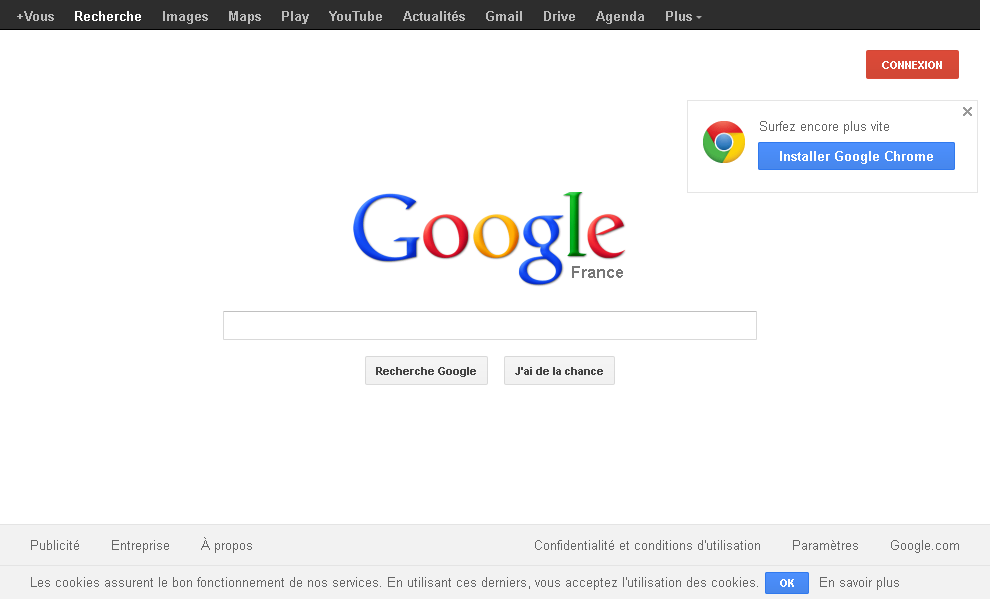 +Vous Recherche Images Maps Play YouTube Actualités Gmail Drive Agenda Plus
CONNEXION
Surfez encore plus vite
Installer Google Chrome
Google
France
Recherche Google J'ai de la chance
Publicité Entreprise À propos Confidentialité et conditions d'utilisation Paramètres Google.com
Les cookies assurent le bon fonctionnement de nos services. En utilisant ces derniers, vous acceptez l'utilisation des cookies. OK En savoir plus